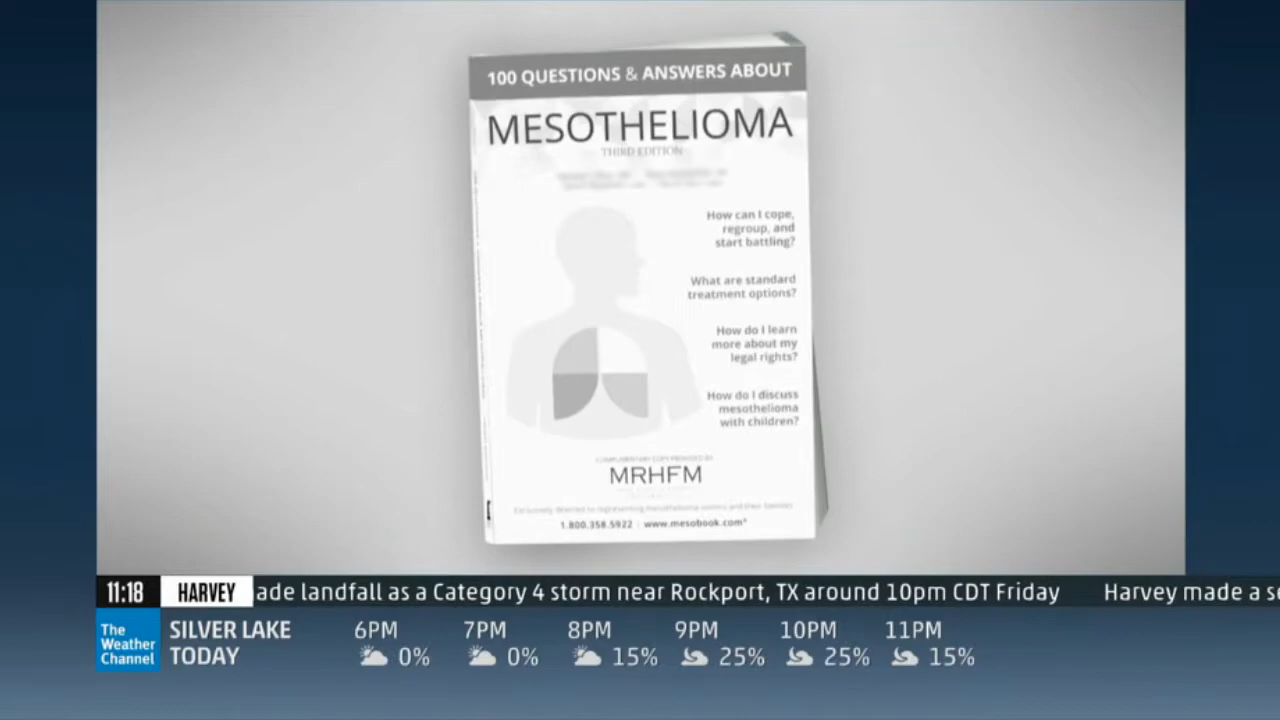 100 QUESTIONS & ANSWERS ABOUT
MESOTHELIOMA
THIRD EDITION
How can I cope,
regroup, and
start battling?
What are standard
treatment options?
How do I learn
more about my
legal rights?
How do I discuss
mesothelioma
with children?
COMPLIMENTARY COPY PROVIDED BY
MRHFM
1.800.358.5922 | www.mesobook.com
11:18 HARVEY ade landfall as a Category 4 storm near Rockport, TX around 10pm CDT Friday Harvey made a se
The
Weather
Channel
SILVER LAKE
TODAY
6PM 7PM 8PM 9PM 10PM 11PM
0% 0% 15% 25% 25% 15%